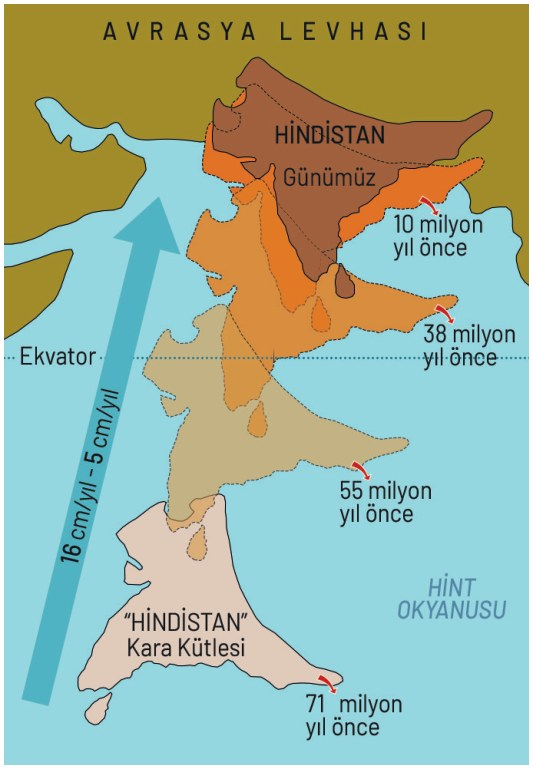 AVRASYA LEVHASI
HİNDİSTAN
Günümüz
10 milyon
yıl önce
38 milyon
yıl önce
Ekvator
16 cm/yıl - 5 cm/yıl
55 milyon
yıl önce
HİNT
OKYANUSU
“HİNDİSTAN”
Kara Kütlesi
71 milyon
yıl önce